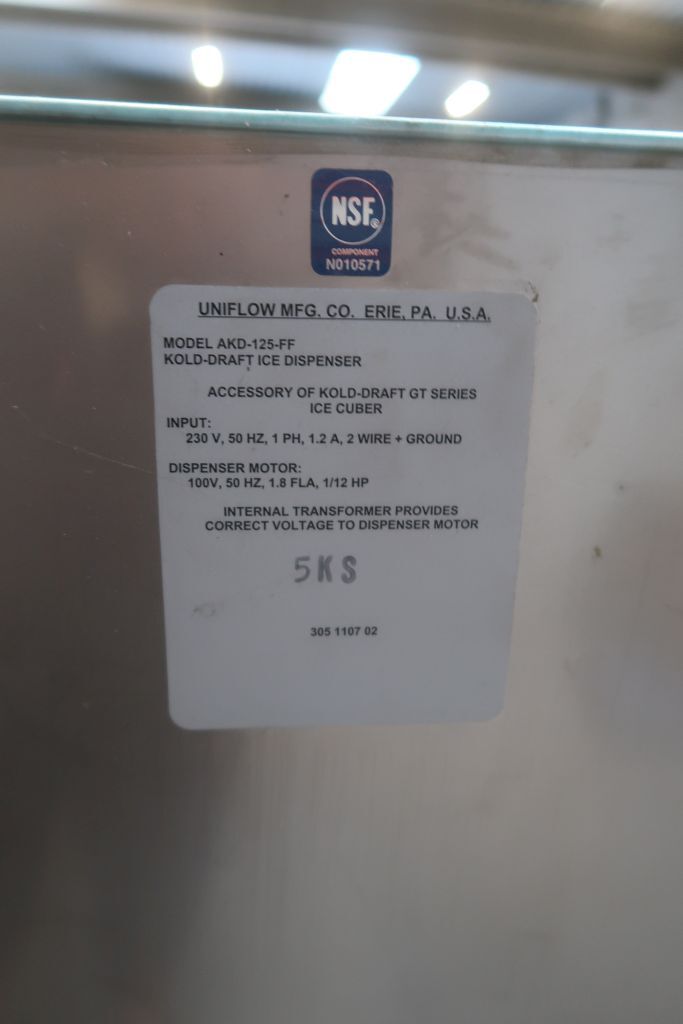 NSF®
COMPONENT
N010571
UNIFLOW MFG. CO. ERIE, PA. U.S.A.
MODEL AKD-125-FF
KOLD-DRAFT ICE DISPENSER
ACCESSORY OF KOLD-DRAFT GT SERIES
ICE CUBER
INPUT:
230 V, 50 HZ, 1 PH, 1.2 A, 2 WIRE + GROUND
DISPENSER MOTOR:
100V, 50 HZ, 1.8 FLA, 1/12 HP
INTERNAL TRANSFORMER PROVIDES
CORRECT VOLTAGE TO DISPENSER MOTOR
5KS
305 1107 02